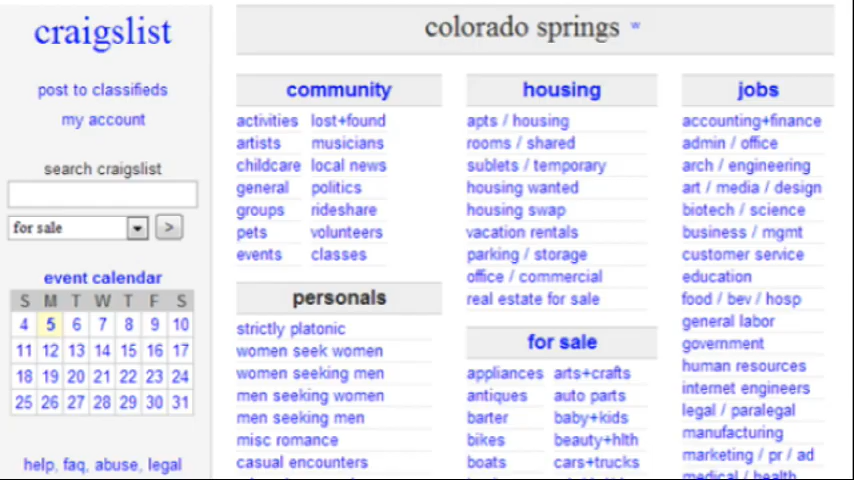 craigslist
post to classifieds
my account
search craigslist
for sale >
event calendar
S M T W T F S
4 5 6 7 8 9 10
11 12 13 14 15 16 17
18 19 20 21 22 23 24
25 26 27 28 29 30 31
help, faq, abuse, legal
colorado springs w
community
activities lost+found
artists musicians
childcare local news
general politics
groups rideshare
pets volunteers
events classes
personals
strictly platonic
women seek women
women seeking men
men seeking women
men seeking men
misc romance
casual encounters
housing
apts / housing
rooms / shared
sublets / temporary
housing wanted
housing swap
vacation rentals
parking / storage
office / commercial
real estate for sale
for sale
appliances arts+crafts
antiques auto parts
barter baby+kids
bikes beauty+hlth
boats cars+trucks
jobs
accounting+finance
admin / office
arch / engineering
art / media / design
biotech / science
business / mgmt
customer service
education
food / bev / hosp
general labor
government
human resources
internet engineers
legal / paralegal
manufacturing
marketing / pr / ad
medical / health